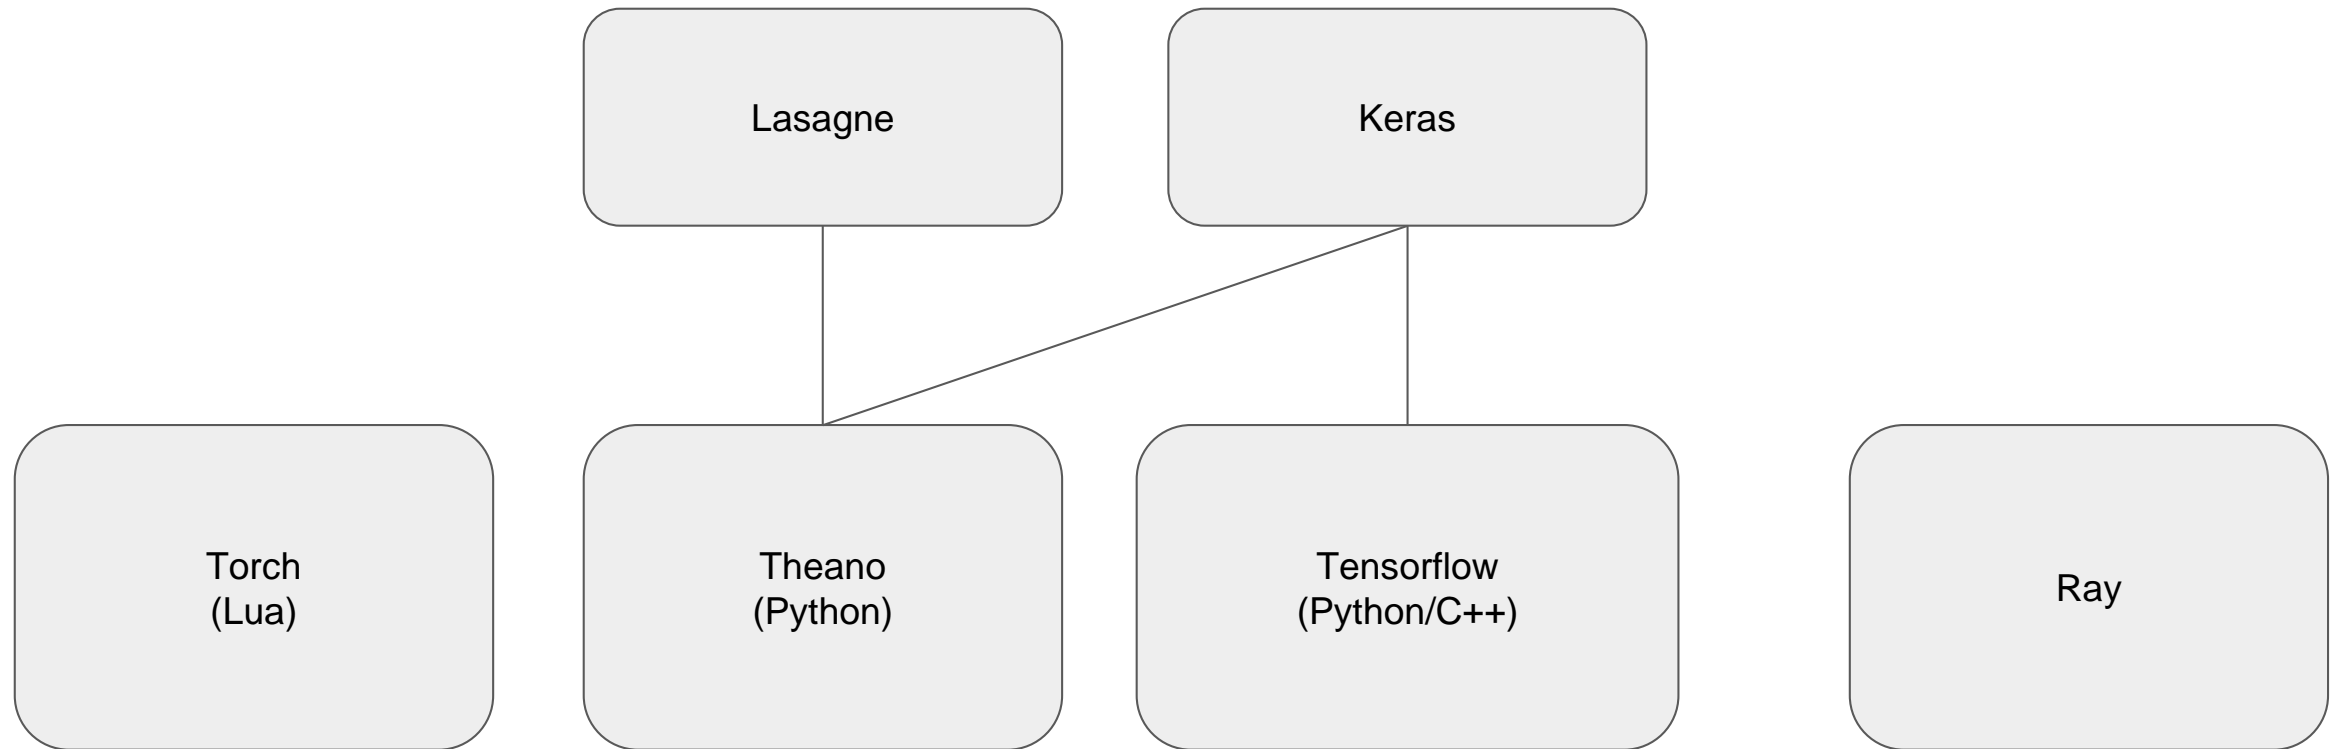 Lasagne
Keras
Torch
(Lua)
Theano
(Python)
Tensorflow
(Python/C++)
Ray